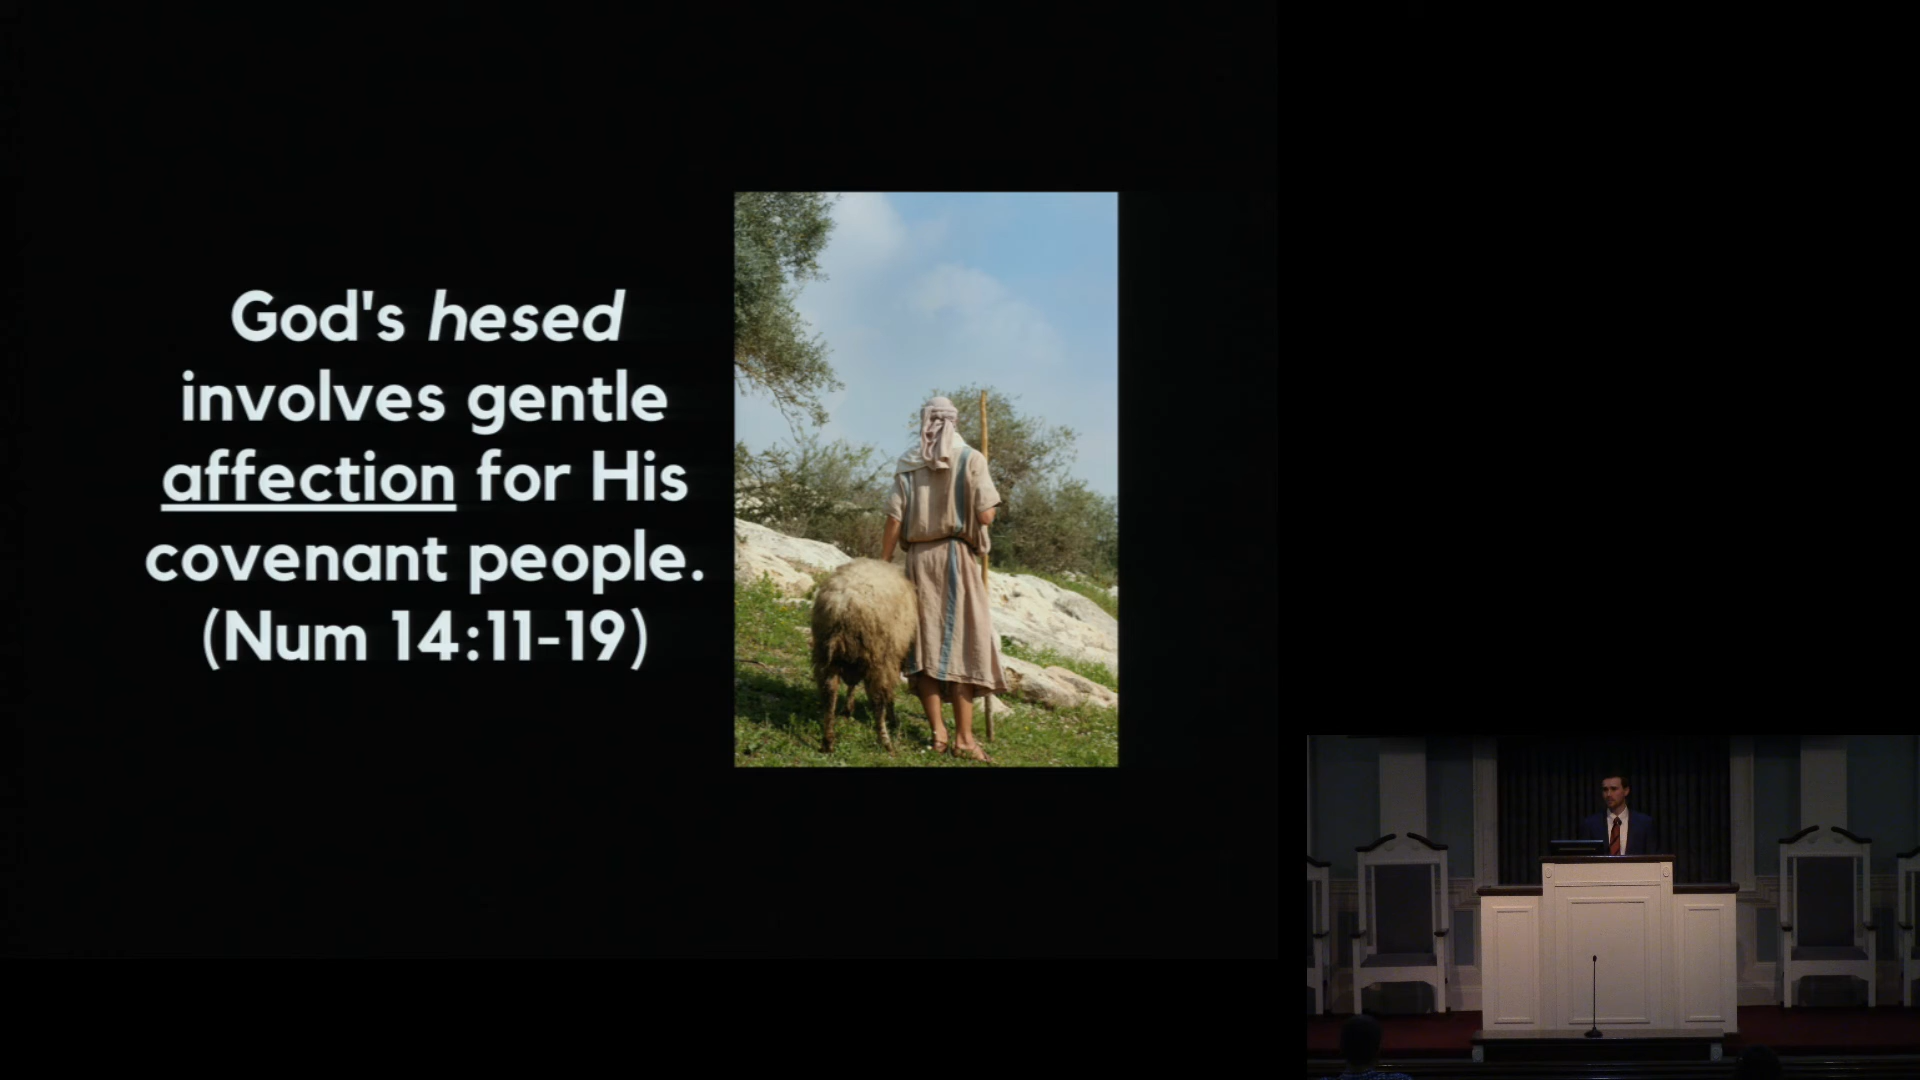 God's hesed
involves gentle
affection for His
covenant people.
(Num 14:11-19)